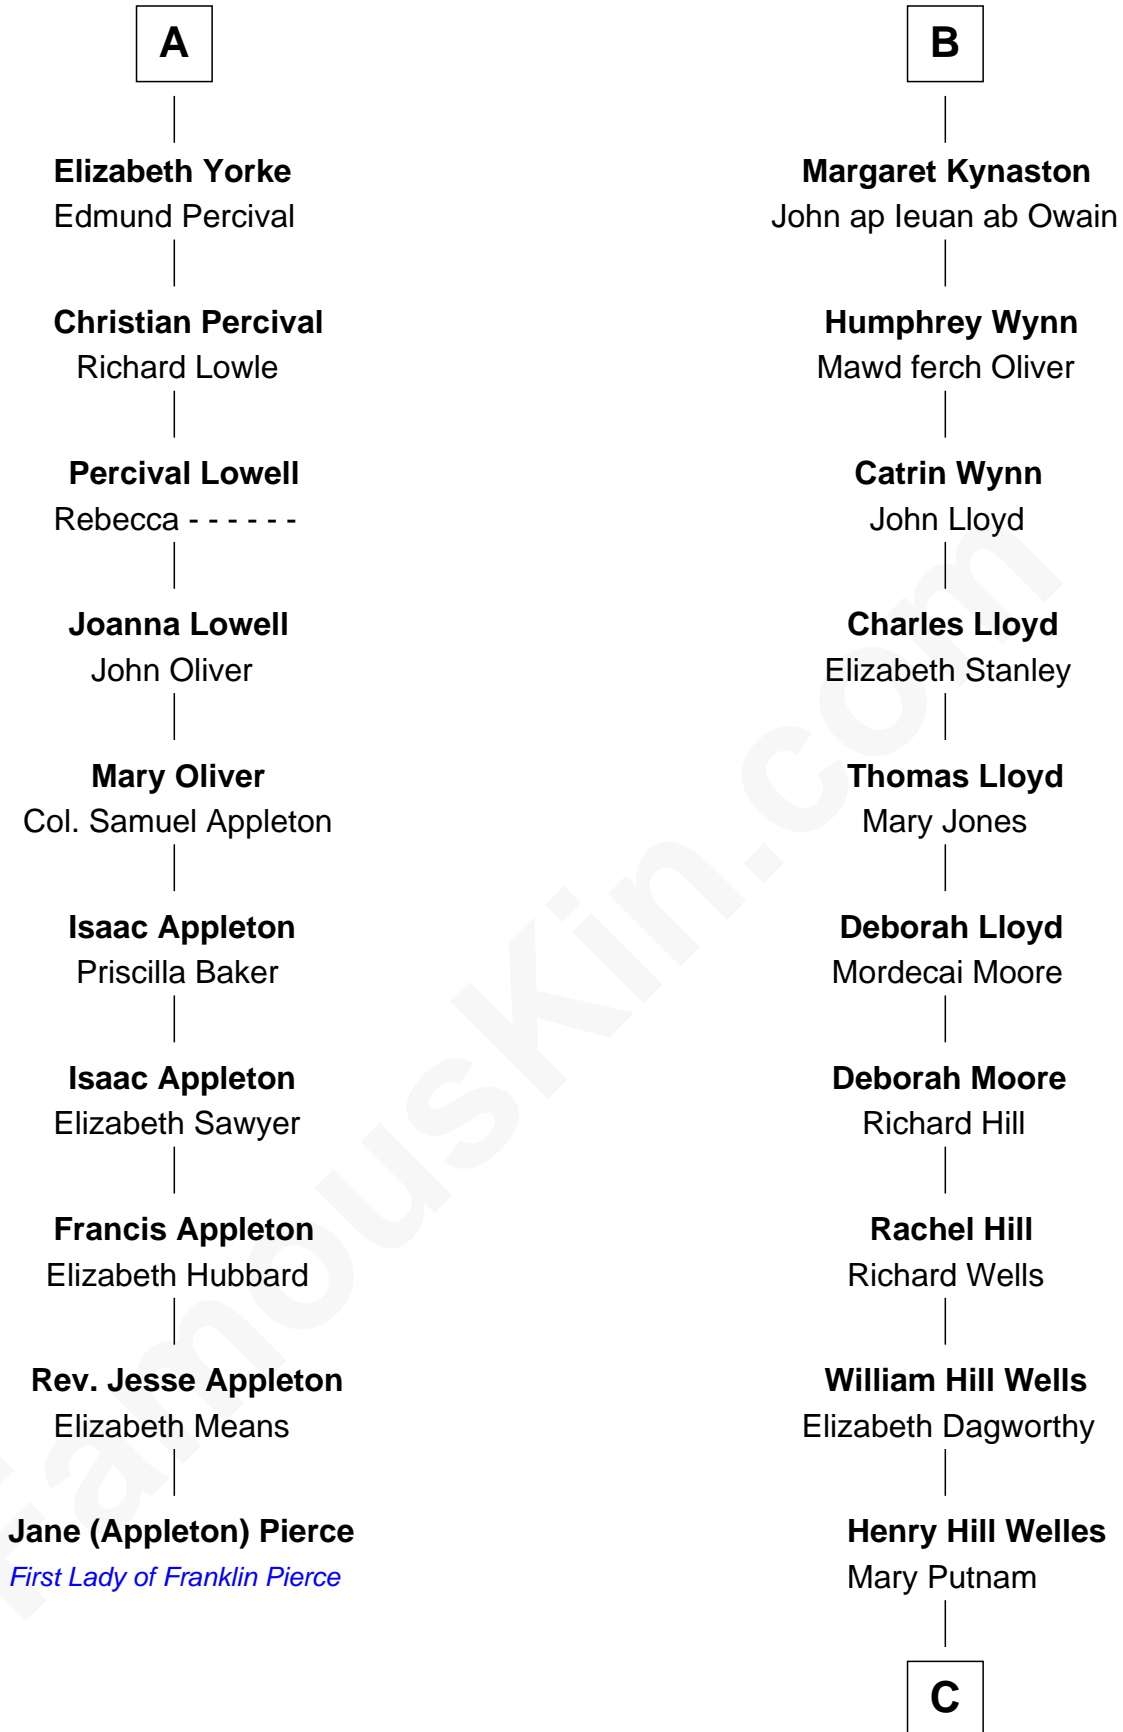 A
Elizabeth Yorke
Edmund Percival
Christian Percival
Richard Lowle
Percival Lowell
Rebecca - - - - - -
Joanna Lowell
John Oliver
Mary Oliver
Col. Samuel Appleton
Isaac Appleton
Priscilla Baker
Isaac Appleton
Elizabeth Sawyer
Francis Appleton
Elizabeth Hubbard
Rev. Jesse Appleton
Elizabeth Means
Jane (Appleton) Pierce
First Lady of Franklin Pierce
B
Margaret Kynaston
John ap Ieuan ab Owain
Humphrey Wynn
Mawd ferch Oliver
Catrin Wynn
John Lloyd
Charles Lloyd
Elizabeth Stanley
Thomas Lloyd
Mary Jones
Deborah Lloyd
Mordecai Moore
Deborah Moore
Richard Hill
Rachel Hill
Richard Wells
William Hill Wells
Elizabeth Dagworthy
Henry Hill Welles
Mary Putnam
C
FamousKin.com